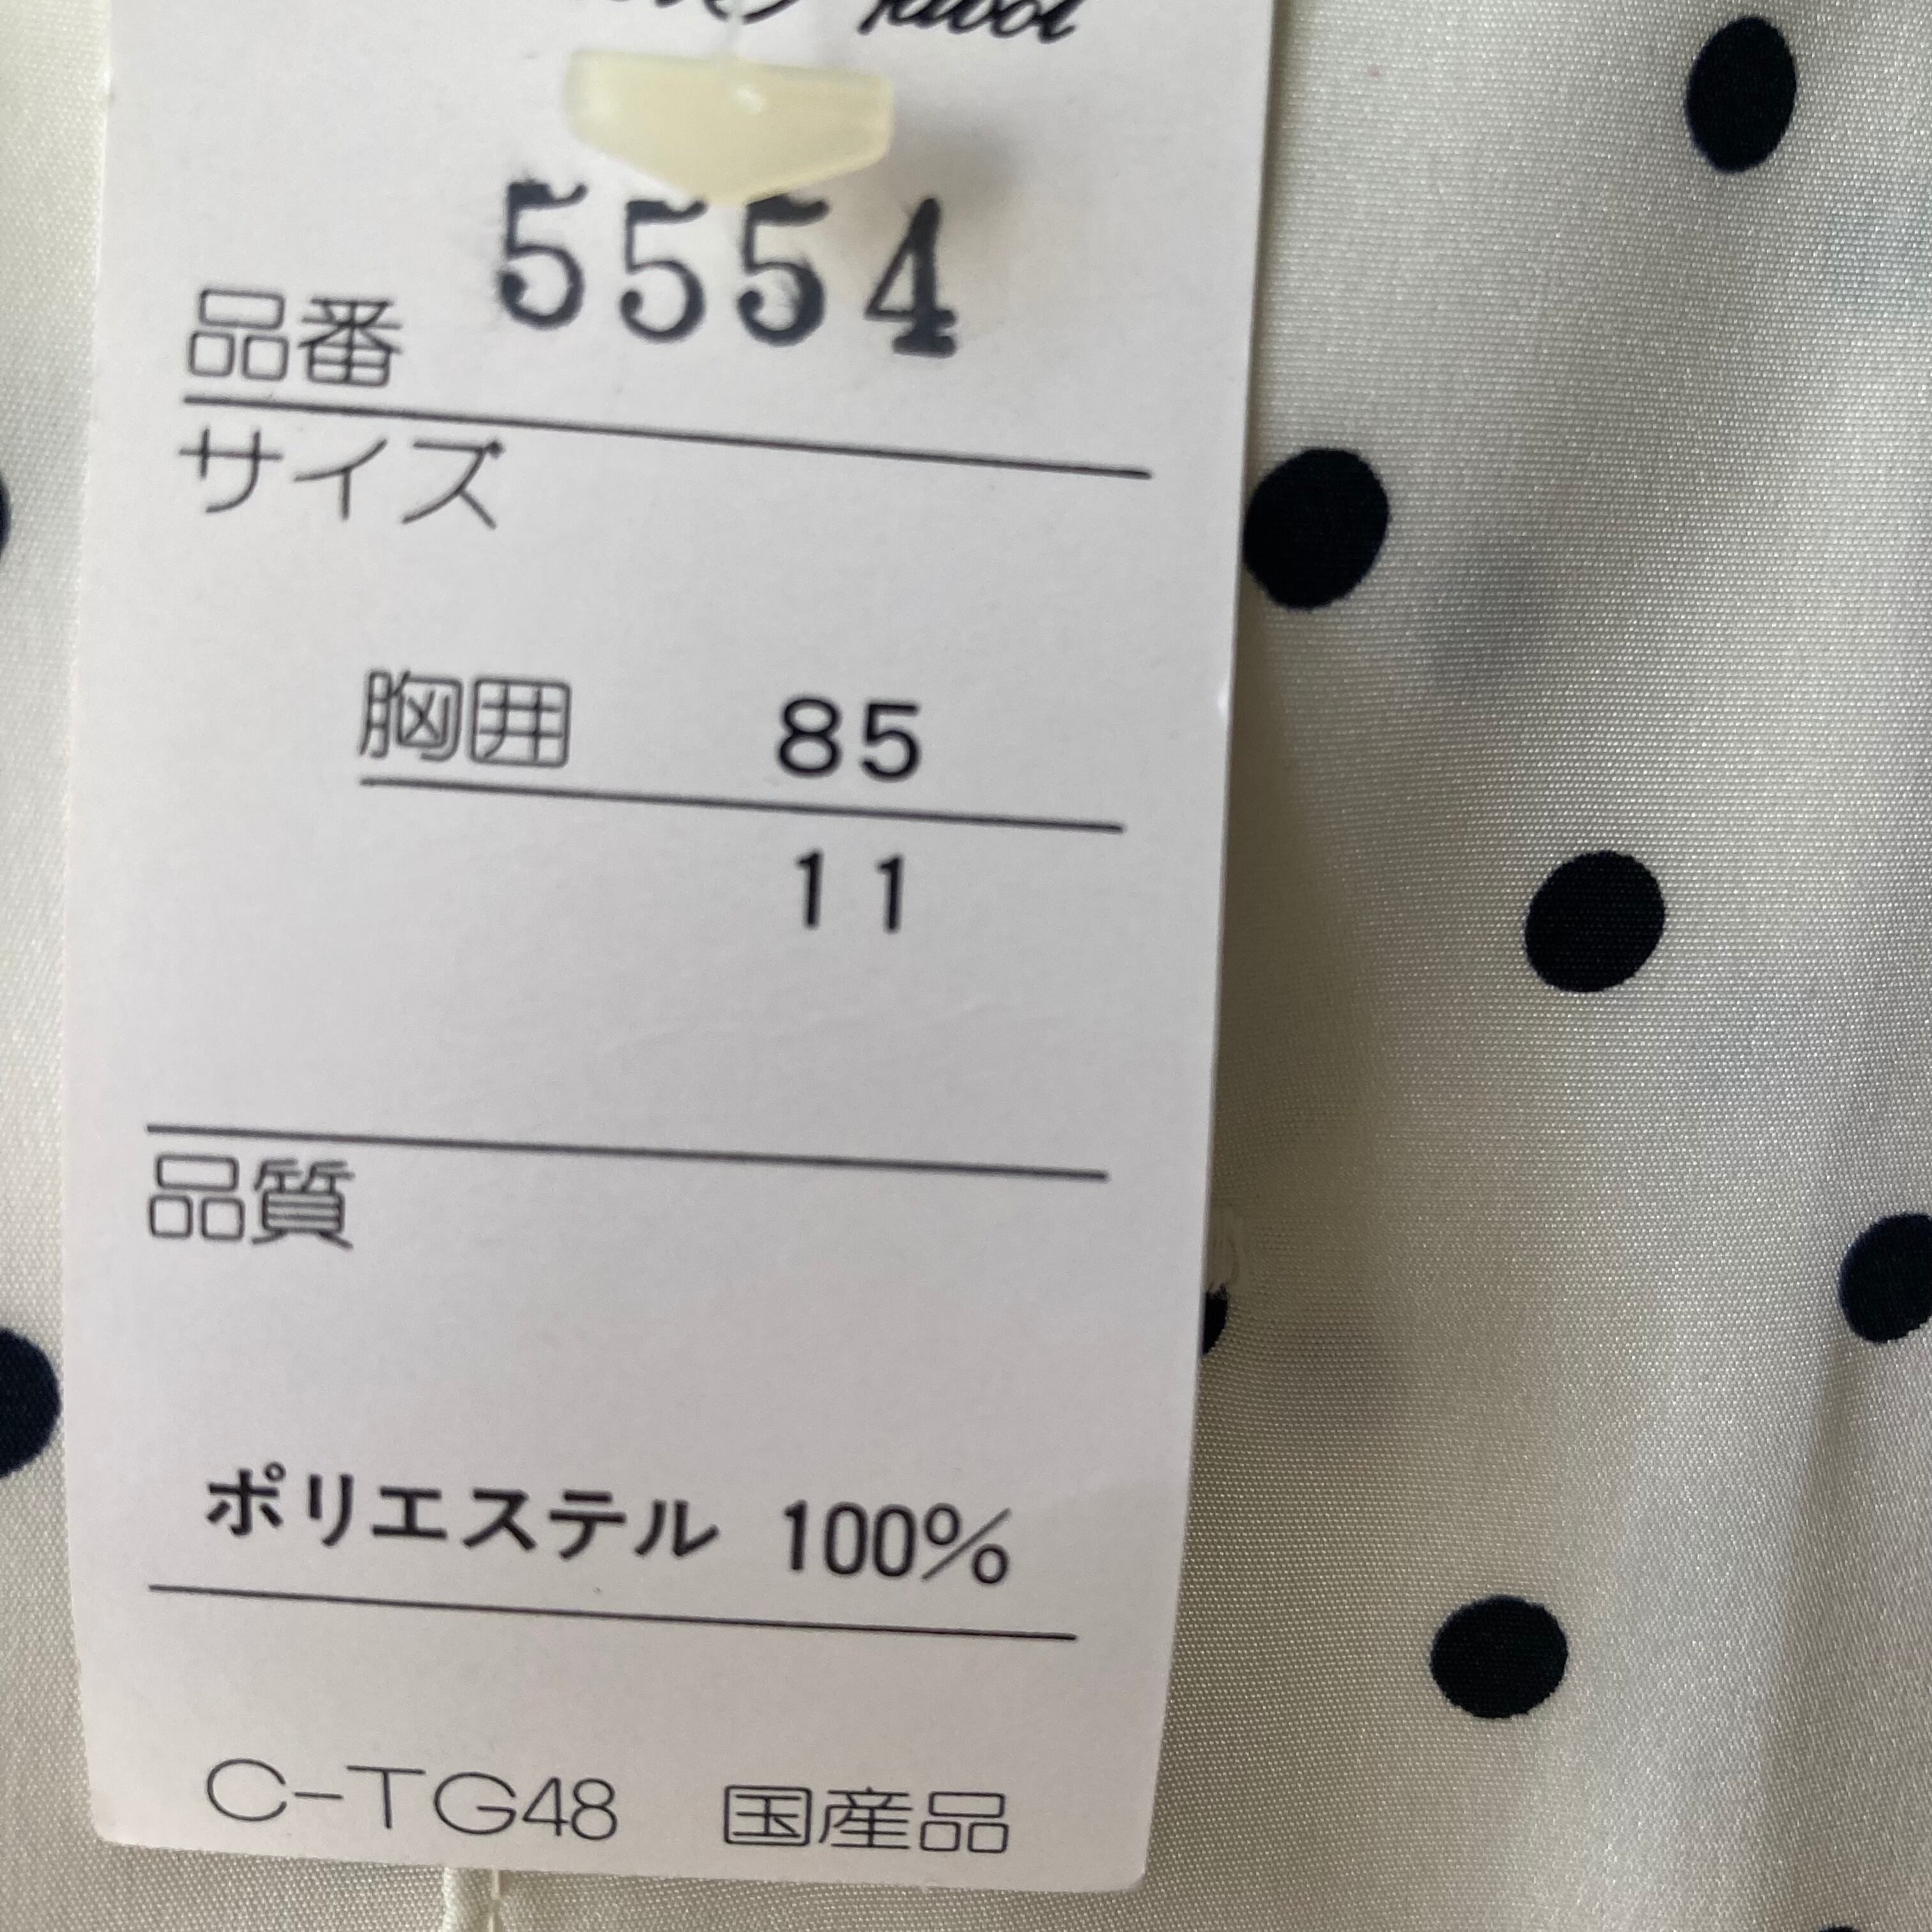 品番 5554
サイズ
胸囲 85
11
品質
ポリエステル 100%
C-TG48 国産品